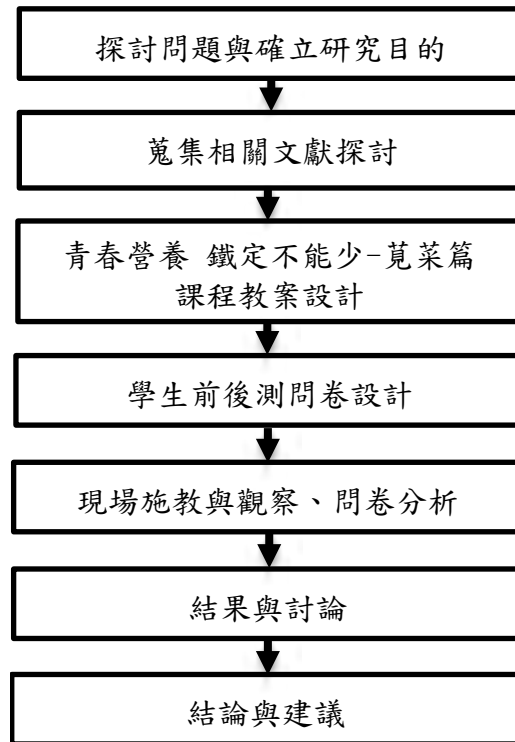 探討問題與確立研究目的
蒐集相關文獻探討
青春營養 鐵定不能少-莧菜篇
課程教案設計
學生前後測問卷設計
現場施教與觀察、問卷分析
結果與討論
結論與建議